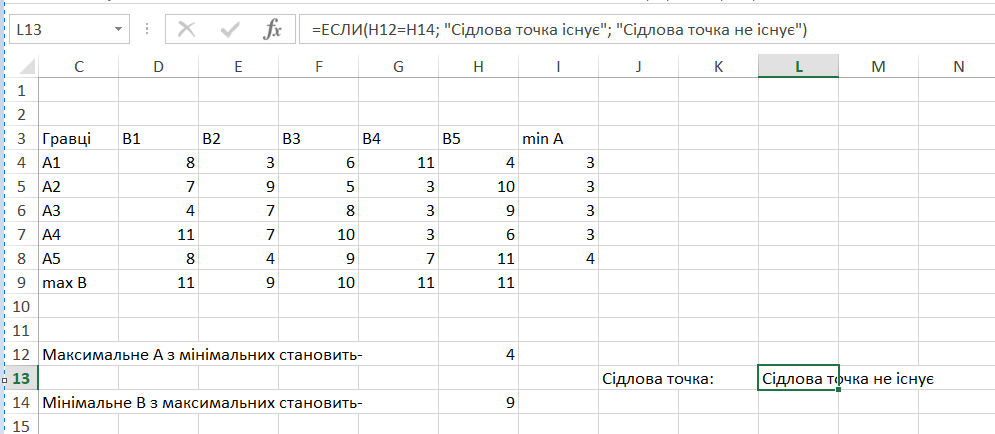 L13 fx =ЕСЛИ(H12=H14; "Сідлова точка існує"; "Сідлова точка не існує")
C D E F G H I J K L M N
1
2
3 Гравці B1 B2 B3 B4 B5 min A
4 A1 8 3 6 11 4 3
5 A2 7 9 5 3 10 3
6 A3 4 7 8 3 9 3
7 A4 11 7 10 3 6 3
8 A5 8 4 9 7 11 4
9 max B 11 9 10 11 11
10
11
12 Максимальне А з мінімальних становить- 4
13 Сідлова точка: Сідлова точка не існує
14 Мінімальне В з максимальних становить- 9
15